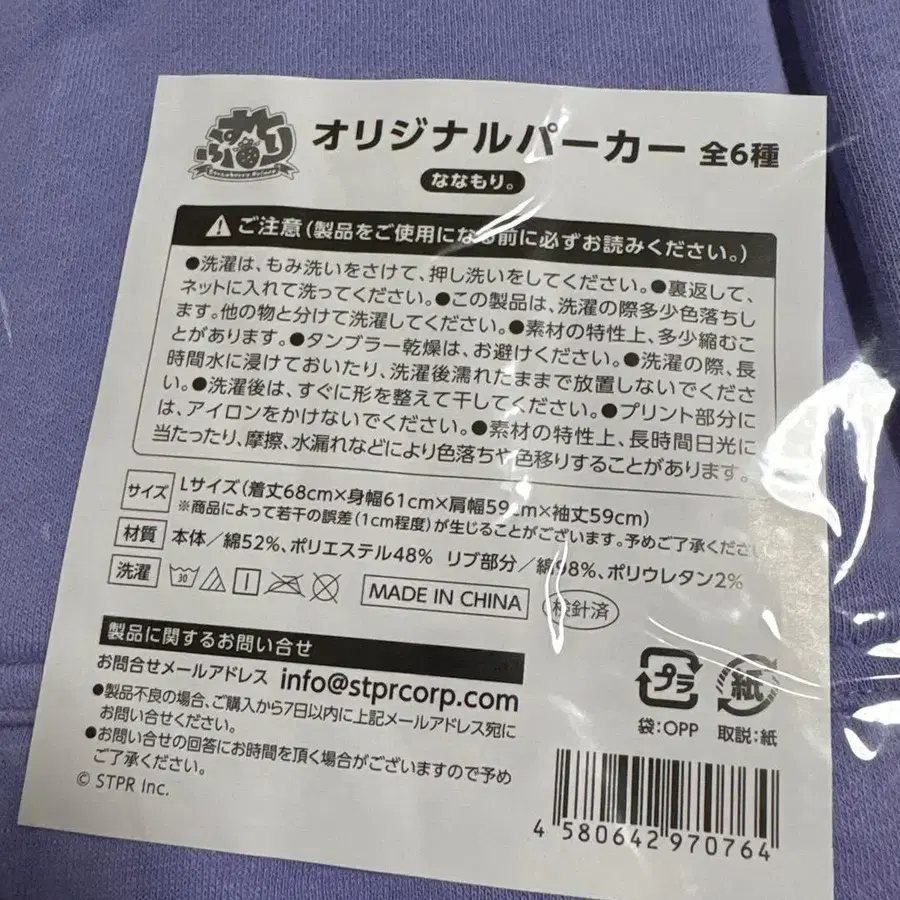 すとぷり
Strawberry Prince
オリジナルパーカー 全6種
ななもり。
ご注意(製品をご使用になる前に必ずお読みください。)
●洗濯は、もみ洗いをさけて、押し洗いをしてください。●裏返して、
ネットに入れて洗ってください。●この製品は、洗濯の際多少色落ちし
ます。他の物と分けて洗濯してください。●素材の特性上、多少縮むこ
とがあります。●タンブラー乾燥は、お避けください。●洗濯の際、長
時間水に浸けておいたり、洗濯後濡れたままで放置しないでくださ
い。●洗濯後は、すぐに形を整えて干してください。●プリント部分に
は、アイロンをかけないでください。●素材の特性上、長時間日光に
当たったり、摩擦、水漏れなどにより色落ちや色移りすることがあります。
サイズ Lサイズ(着丈68cm×身幅61cm×肩幅59cm×袖丈59cm)
※商品によって若干の誤差(1cm程度)が生じることがございます。予めご了承ください
材質 本体/綿52%、ポリエステル48% リブ部分/綿98%、ポリウレタン2%
洗濯 30 MADE IN CHINA 検針済
製品に関するお問い合せ
お問合せメールアドレス info@stprcorp.com
●製品不良の場合、ご購入から7日以内に上記メールアドレス宛に
お問い合せください。
●お問い合せの回答にお時間を頂く場合がございますので予め
ご了承ください。
© STPR Inc.
プラ 紙
袋:OPP 取説:紙
4 580642 970764